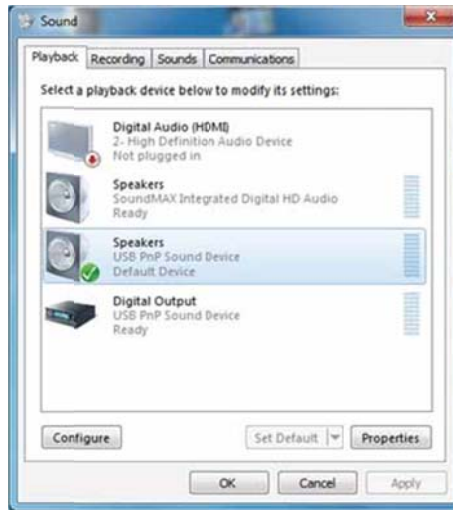 Sound
Playback Recording Sounds Communications
Select a playback device below to modify its settings:
Digital Audio (HDMI)
2- High Definition Audio Device
Not plugged in
Speakers
SoundMAX Integrated Digital HD Audio
Ready
Speakers
USB PnP Sound Device
Default Device
Digital Output
USB PnP Sound Device
Ready
Configure Set Default Properties
OK Cancel Apply